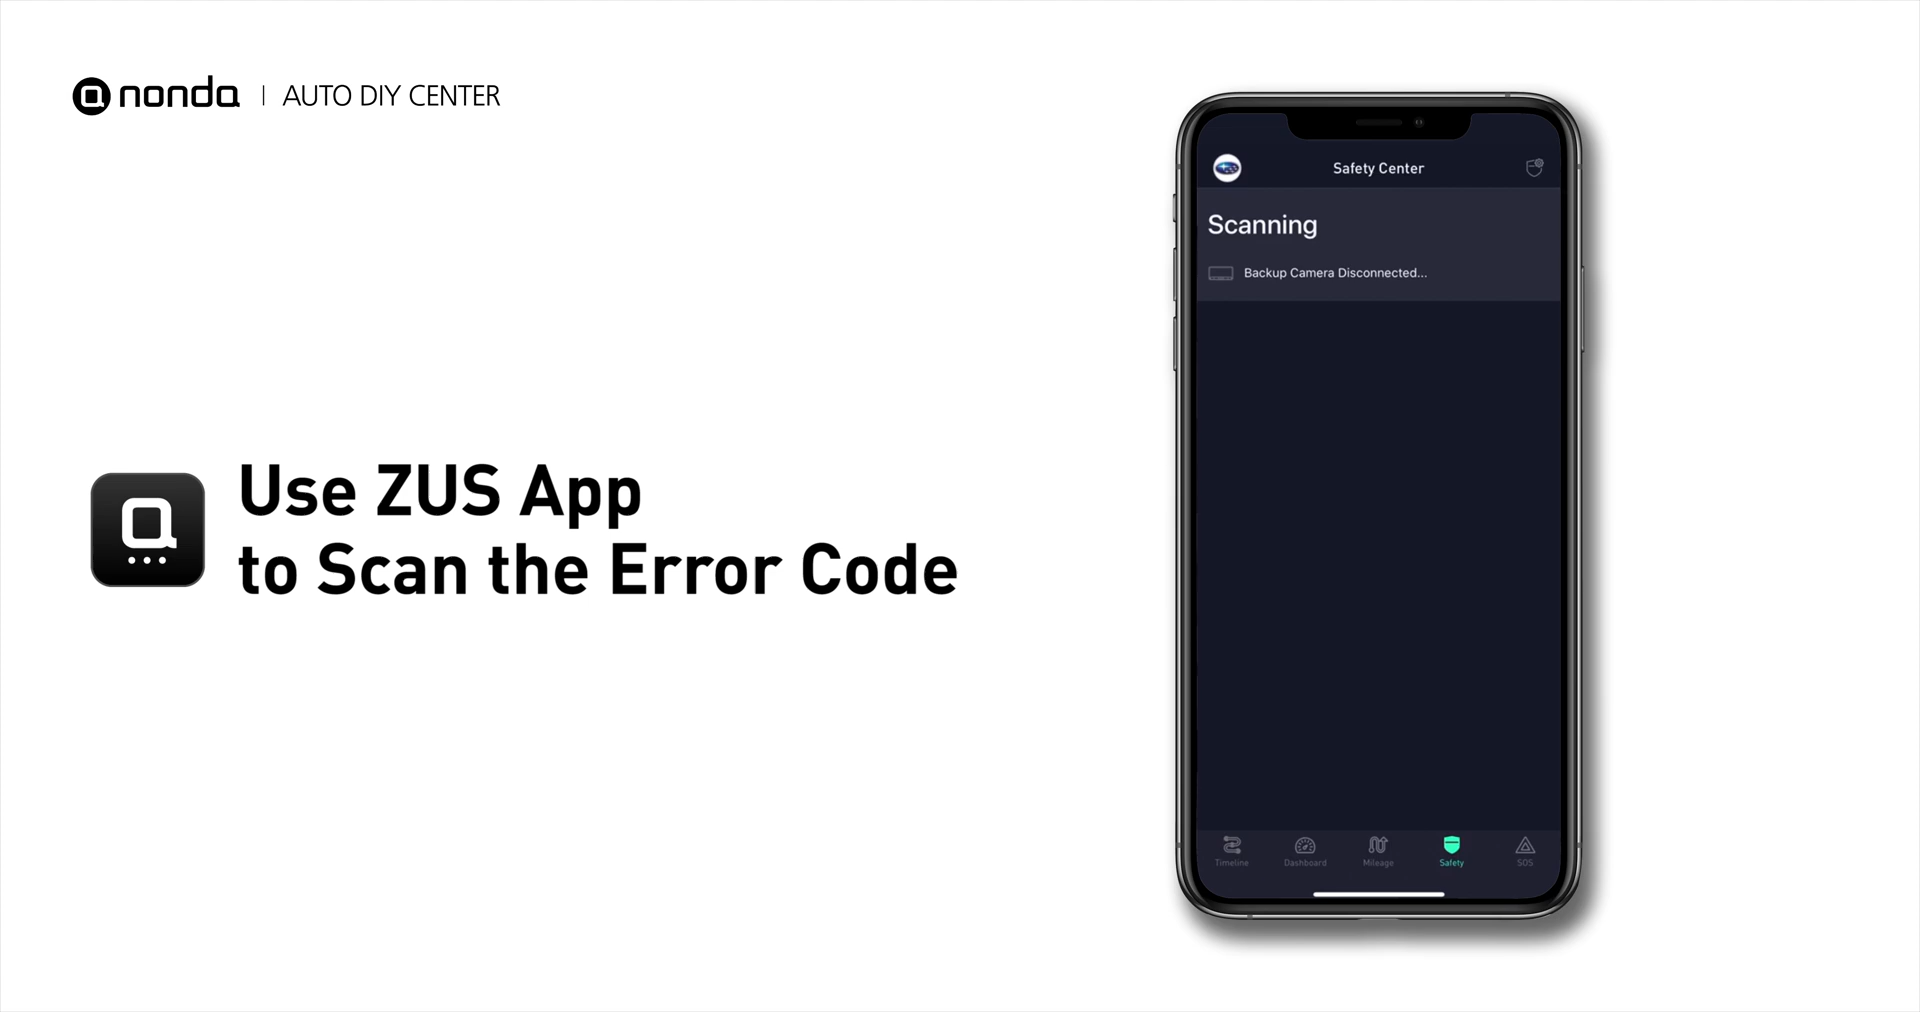 nonda | AUTO DIY CENTER
Use ZUS App
to Scan the Error Code
Safety Center
Scanning
Backup Camera Disconnected...
Timeline
Dashboard
Mileage
Safety
SOS